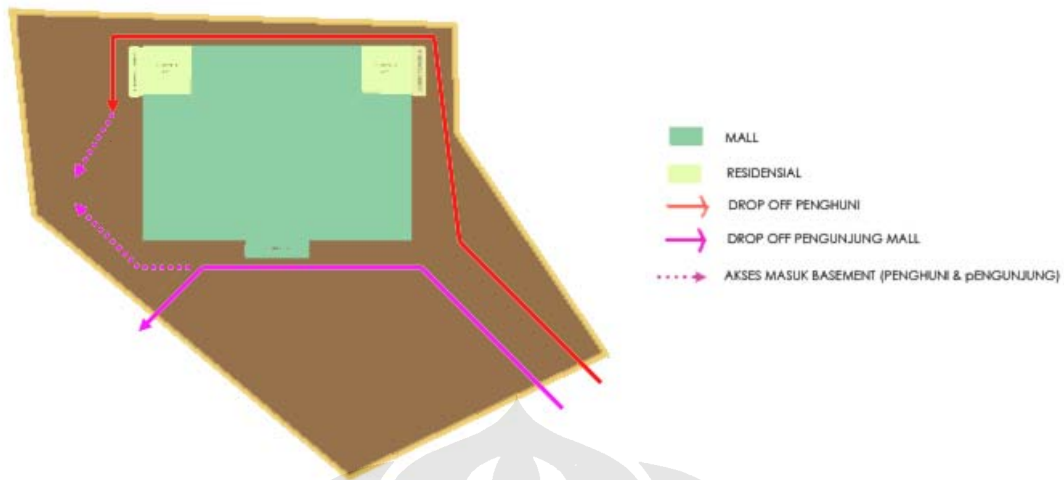 MALL
RESIDENSIAL
DROP OFF PENGHUNI
DROP OFF PENGUNJUNG MALL
AKSES MASUK BASEMENT (PENGHUNI & pENGUNJUNG)